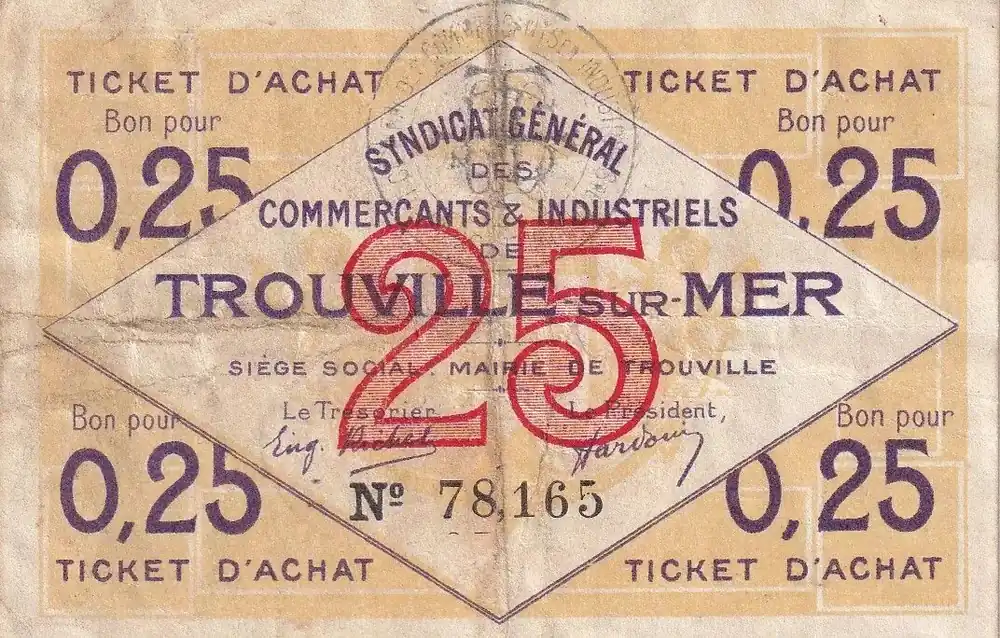 TICKET D'ACHAT
Bon pour
0,25
TICKET D'ACHAT
Bon pour
0,25
SYNDICAT GÉNÉRAL
DES
COMMERÇANTS & INDUSTRIELS
DE
TROUVILLE SUR-MER
25
SIÈGE SOCIAL: MAIRIE DE TROUVILLE
Le Trésorier
Le Président,
Eug.
Hardouin
Nº 78,165
Bon pour
0,25
TICKET D'ACHAT
Bon pour
0,25
TICKET D'ACHAT